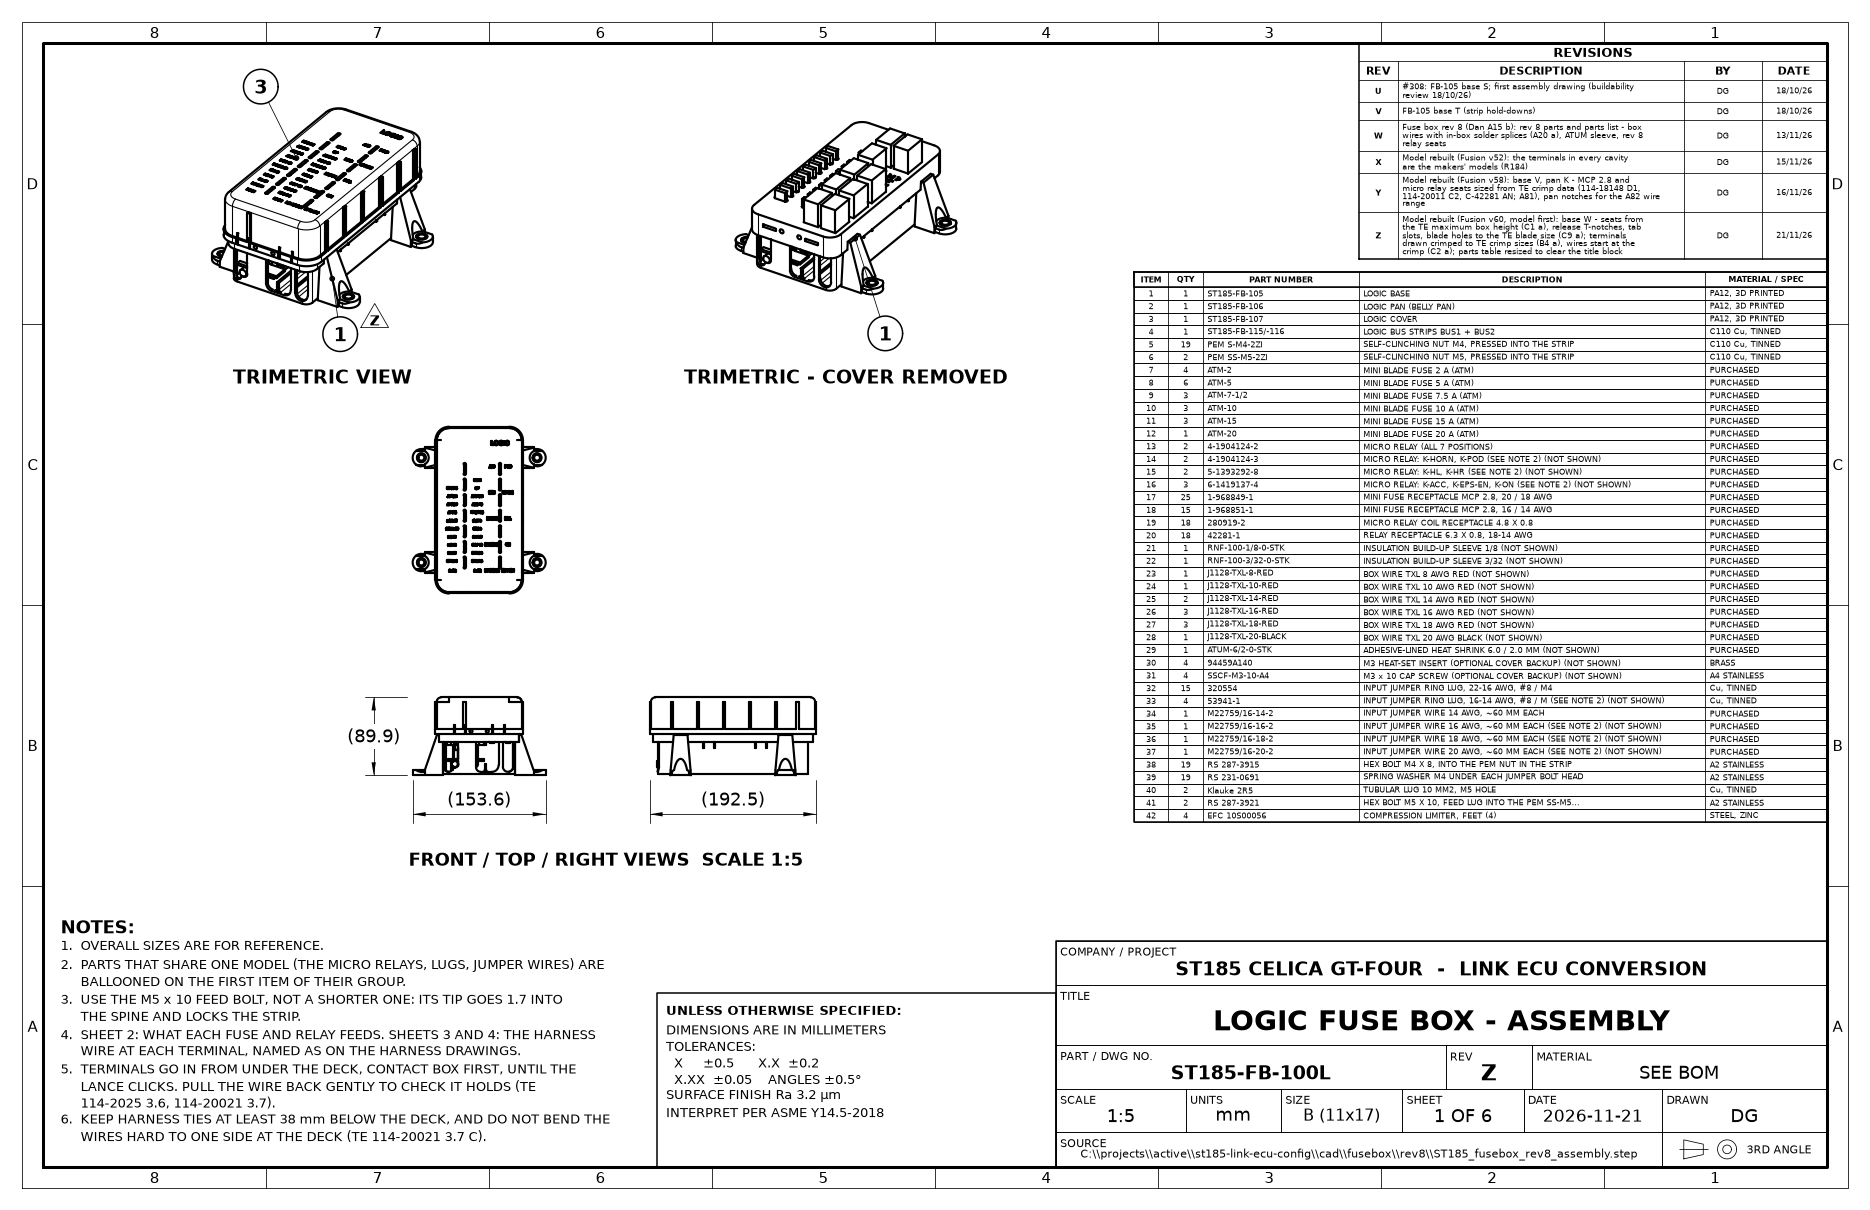 8 7 6 5 4 3 2 1
REVISIONS
REV DESCRIPTION BY DATE
U #308: FB-105 base S; first assembly drawing (buildability DG 18/10/26
review 18/10/26)
V FB-105 base T (strip hold-downs) DG 18/10/26
W Fuse box rev 8 (Dan A15 b): rev 8 parts and parts list - box DG 13/11/26
wires with in-box solder splices (A20 a), ATUM sleeve, rev 8
relay seats
X Model rebuilt (Fusion v52): the terminals in every cavity DG 15/11/26
are the makers' models (R184)
Y Model rebuilt (Fusion v58): base V, pan K - MCP 2.8 and DG 16/11/26
micro relay seats sized from TE crimp data (114-18148 D1,
114-20011 C2, C-42281 AN; A81), pan notches for the A82 wire
range
Z Model rebuilt (Fusion v60, model first): base W - seats from DG 21/11/26
the TE maximum box height (C1 a), release T-notches, tab
slots, blade holes to the TE blade size (C9 a); terminals
drawn crimped to TE crimp sizes (B4 a), wires start at the
crimp (C2 a); parts table resized to clear the title block
D D
3
1 Z
1
TRIMETRIC VIEW
TRIMETRIC - COVER REMOVED
LOGIC
ITEM QTY PART NUMBER DESCRIPTION MATERIAL / SPEC
1 1 ST185-FB-105 LOGIC BASE PA12, 3D PRINTED
2 1 ST185-FB-106 LOGIC PAN (BELLY PAN) PA12, 3D PRINTED
3 1 ST185-FB-107 LOGIC COVER PA12, 3D PRINTED
4 1 ST185-FB-115/-116 LOGIC BUS STRIPS BUS1 + BUS2 C110 Cu, TINNED
5 19 PEM S-M4-2ZI SELF-CLINCHING NUT M4, PRESSED INTO THE STRIP C110 Cu, TINNED
6 2 PEM SS-M5-2ZI SELF-CLINCHING NUT M5, PRESSED INTO THE STRIP C110 Cu, TINNED
7 4 ATM-2 MINI BLADE FUSE 2 A (ATM) PURCHASED
8 6 ATM-5 MINI BLADE FUSE 5 A (ATM) PURCHASED
9 3 ATM-7-1/2 MINI BLADE FUSE 7.5 A (ATM) PURCHASED
10 3 ATM-10 MINI BLADE FUSE 10 A (ATM) PURCHASED
11 3 ATM-15 MINI BLADE FUSE 15 A (ATM) PURCHASED
12 1 ATM-20 MINI BLADE FUSE 20 A (ATM) PURCHASED
13 2 4-1904124-2 MICRO RELAY (ALL 7 POSITIONS) PURCHASED
14 2 4-1904124-3 MICRO RELAY: K-HORN, K-POD (SEE NOTE 2) (NOT SHOWN) PURCHASED
15 2 5-1393292-8 MICRO RELAY: K-HL, K-HR (SEE NOTE 2) (NOT SHOWN) PURCHASED
16 3 6-1419137-4 MICRO RELAY: K-ACC, K-EPS-EN, K-ON (SEE NOTE 2) (NOT SHOWN) PURCHASED
17 25 1-968849-1 MINI FUSE RECEPTACLE MCP 2.8, 20 / 18 AWG PURCHASED
18 15 1-968851-1 MINI FUSE RECEPTACLE MCP 2.8, 16 / 14 AWG PURCHASED
19 18 280919-2 MICRO RELAY COIL RECEPTACLE 4.8 X 0.8 PURCHASED
20 18 42281-1 RELAY RECEPTACLE 6.3 X 0.8, 18-14 AWG PURCHASED
21 1 RNF-100-1/8-0-STK INSULATION BUILD-UP SLEEVE 1/8 (NOT SHOWN) PURCHASED
22 1 RNF-100-3/32-0-STK INSULATION BUILD-UP SLEEVE 3/32 (NOT SHOWN) PURCHASED
23 1 J1128-TXL-8-RED BOX WIRE TXL 8 AWG RED (NOT SHOWN) PURCHASED
24 1 J1128-TXL-10-RED BOX WIRE TXL 10 AWG RED (NOT SHOWN) PURCHASED
25 2 J1128-TXL-14-RED BOX WIRE TXL 14 AWG RED (NOT SHOWN) PURCHASED
26 3 J1128-TXL-16-RED BOX WIRE TXL 16 AWG RED (NOT SHOWN) PURCHASED
27 3 J1128-TXL-18-RED BOX WIRE TXL 18 AWG RED (NOT SHOWN) PURCHASED
28 1 J1128-TXL-20-BLACK BOX WIRE TXL 20 AWG BLACK (NOT SHOWN) PURCHASED
29 1 ATUM-6/2-0-STK ADHESIVE-LINED HEAT SHRINK 6.0 / 2.0 MM (NOT SHOWN) PURCHASED
30 4 94459A140 M3 HEAT-SET INSERT (OPTIONAL COVER BACKUP) (NOT SHOWN) BRASS
31 4 SSCF-M3-10-A4 M3 x 10 CAP SCREW (OPTIONAL COVER BACKUP) (NOT SHOWN) A4 STAINLESS
32 15 320554 INPUT JUMPER RING LUG, 22-16 AWG, #8 / M4 Cu, TINNED
33 4 53941-1 INPUT JUMPER RING LUG, 16-14 AWG, #8 / M (SEE NOTE 2) (NOT SHOWN) Cu, TINNED
34 1 M22759/16-14-2 INPUT JUMPER WIRE 14 AWG, ~60 MM EACH PURCHASED
35 1 M22759/16-16-2 INPUT JUMPER WIRE 16 AWG, ~60 MM EACH (SEE NOTE 2) (NOT SHOWN) PURCHASED
36 1 M22759/16-18-2 INPUT JUMPER WIRE 18 AWG, ~60 MM EACH (SEE NOTE 2) (NOT SHOWN) PURCHASED
37 1 M22759/16-20-2 INPUT JUMPER WIRE 20 AWG, ~60 MM EACH (SEE NOTE 2) (NOT SHOWN) PURCHASED
38 19 RS 287-3915 HEX BOLT M4 X 8, INTO THE PEM NUT IN THE STRIP A2 STAINLESS
39 19 RS 231-0691 SPRING WASHER M4 UNDER EACH JUMPER BOLT HEAD A2 STAINLESS
40 2 Klauke 2R5 TUBULAR LUG 10 MM2, M5 HOLE Cu, TINNED
41 2 RS 287-3921 HEX BOLT M5 X 10, FEED LUG INTO THE PEM SS-M5... A2 STAINLESS
42 4 EFC 10S00056 COMPRESSION LIMITER, FEET (4) STEEL, ZINC
C C
B B
(89.9)
(153.6) (192.5)
FRONT / TOP / RIGHT VIEWS SCALE 1:5
A A
NOTES:
1. OVERALL SIZES ARE FOR REFERENCE.
2. PARTS THAT SHARE ONE MODEL (THE MICRO RELAYS, LUGS, JUMPER WIRES) ARE
BALLOONED ON THE FIRST ITEM OF THEIR GROUP.
3. USE THE M5 x 10 FEED BOLT, NOT A SHORTER ONE: ITS TIP GOES 1.7 INTO
THE SPINE AND LOCKS THE STRIP.
4. SHEET 2: WHAT EACH FUSE AND RELAY FEEDS. SHEETS 3 AND 4: THE HARNESS
WIRE AT EACH TERMINAL, NAMED AS ON THE HARNESS DRAWINGS.
5. TERMINALS GO IN FROM UNDER THE DECK, CONTACT BOX FIRST, UNTIL THE
LANCE CLICKS. PULL THE WIRE BACK GENTLY TO CHECK IT HOLDS (TE
114-2025 3.6, 114-20021 3.7).
6. KEEP HARNESS TIES AT LEAST 38 mm BELOW THE DECK, AND DO NOT BEND THE
WIRES HARD TO ONE SIDE AT THE DECK (TE 114-20021 3.7 C).
UNLESS OTHERWISE SPECIFIED:
DIMENSIONS ARE IN MILLIMETERS
TOLERANCES:
X ±0.5 X.X ±0.2
X.XX ±0.05 ANGLES ±0.5°
SURFACE FINISH Ra 3.2 µm
INTERPRET PER ASME Y14.5-2018
COMPANY / PROJECT
ST185 CELICA GT-FOUR - LINK ECU CONVERSION
TITLE
LOGIC FUSE BOX - ASSEMBLY
PART / DWG NO. REV MATERIAL
ST185-FB-100L Z SEE BOM
SCALE UNITS SIZE SHEET DATE DRAWN
1:5 mm B (11x17) 1 OF 6 2026-11-21 DG
SOURCE
C:\\projects\\active\\st185-link-ecu-config\\cad\\fusebox\\rev8\\ST185_fusebox_rev8_assembly.step
3RD ANGLE
8 7 6 5 4 3 2 1